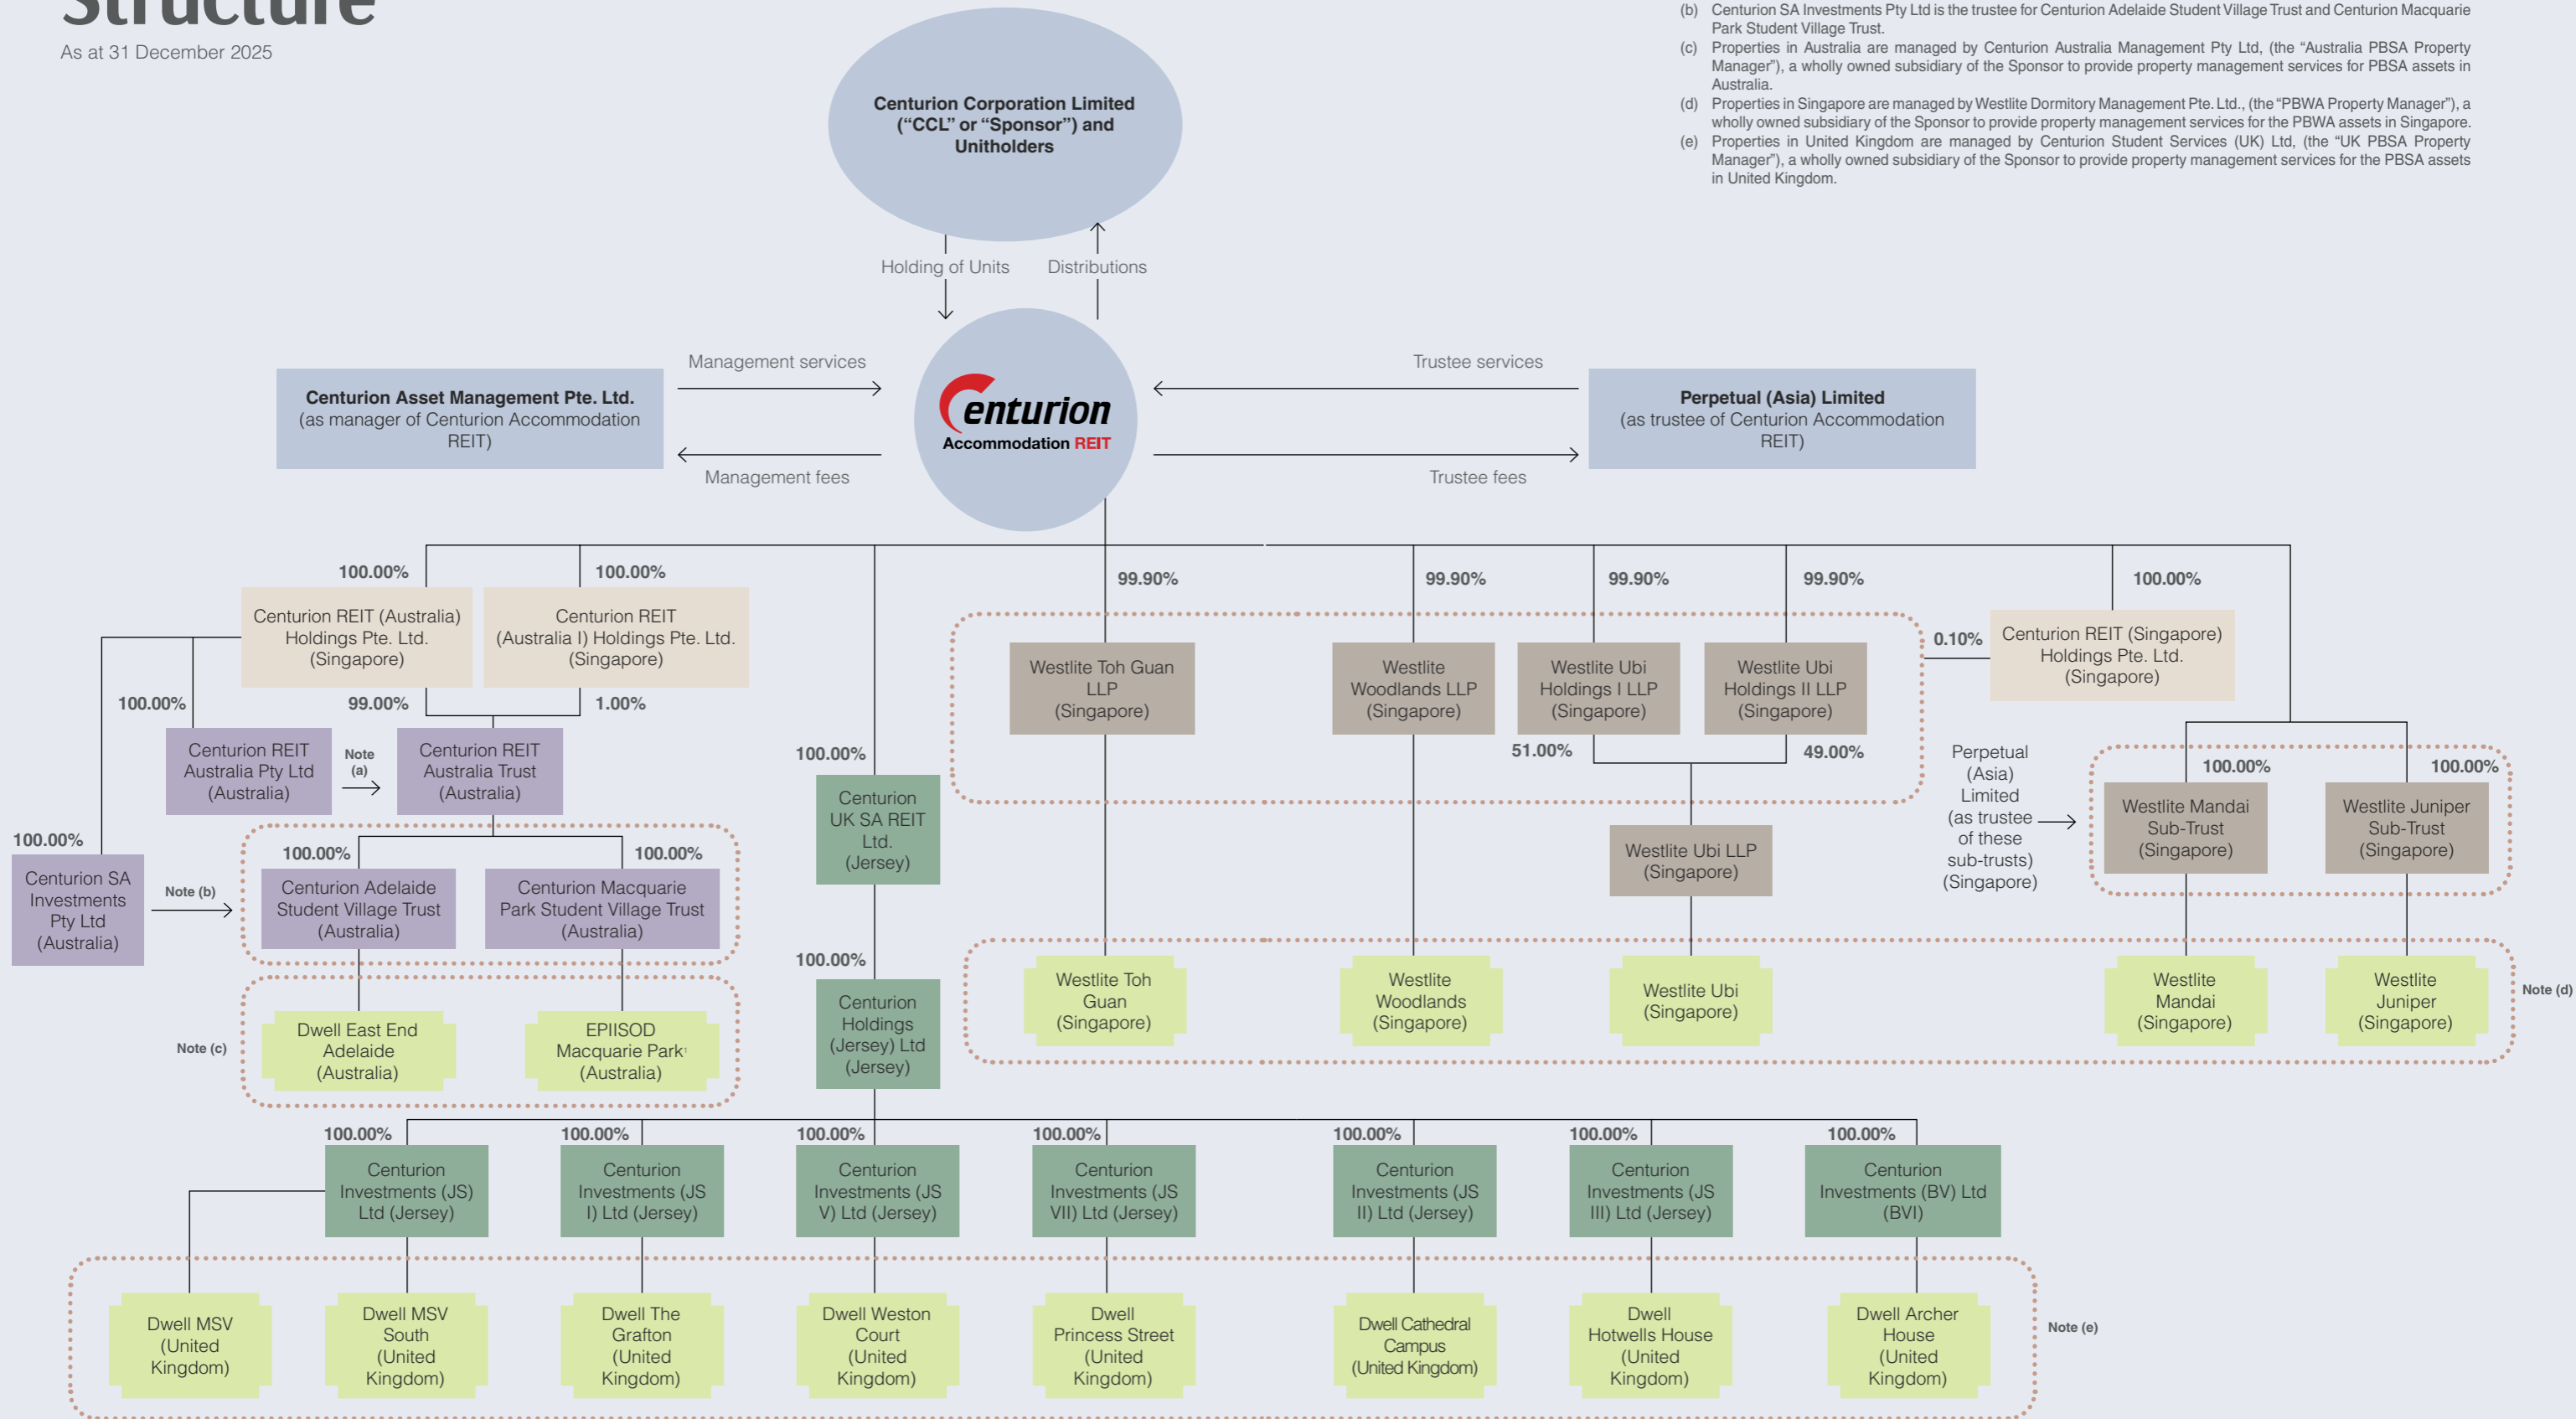 Structure
As at 31 December 2025
(b) Centurion SA Investments Pty Ltd is the trustee for Centurion Adelaide Student Village Trust and Centurion Macquarie
Park Student Village Trust.
(c) Properties in Australia are managed by Centurion Australia Management Pty Ltd, (the “Australia PBSA Property
Manager”), a wholly owned subsidiary of the Sponsor to provide property management services for PBSA assets in
Australia.
(d) Properties in Singapore are managed by Westlite Dormitory Management Pte. Ltd., (the “PBWA Property Manager”), a
wholly owned subsidiary of the Sponsor to provide property management services for the PBWA assets in Singapore.
(e) Properties in United Kingdom are managed by Centurion Student Services (UK) Ltd, (the “UK PBSA Property
Manager”), a wholly owned subsidiary of the Sponsor to provide property management services for the PBSA assets
in United Kingdom.
Centurion Corporation Limited
(“CCL” or “Sponsor”) and
Unitholders
Holding of Units
Distributions
Management services
Trustee services
Centurion Asset Management Pte. Ltd.
(as manager of Centurion Accommodation
REIT)
Centurion
Accommodation REIT
Perpetual (Asia) Limited
(as trustee of Centurion Accommodation
REIT)
Management fees
Trustee fees
100.00%
100.00%
99.90%
99.90%
99.90%
99.90%
100.00%
Centurion REIT (Australia)
Holdings Pte. Ltd.
(Singapore)
Centurion REIT
(Australia I) Holdings Pte. Ltd.
(Singapore)
Westlite Toh Guan
LLP
(Singapore)
Westlite
Woodlands LLP
(Singapore)
Westlite Ubi
Holdings I LLP
(Singapore)
Westlite Ubi
Holdings II LLP
(Singapore)
0.10%
Centurion REIT (Singapore)
Holdings Pte. Ltd.
(Singapore)
100.00%
99.00%
1.00%
100.00%
51.00%
49.00%
Centurion REIT
Australia Pty Ltd
(Australia)
Note
(a)
Centurion REIT
Australia Trust
(Australia)
Centurion
UK SA REIT
Ltd.
(Jersey)
Westlite Ubi LLP
(Singapore)
Perpetual
(Asia)
Limited
(as trustee
of these
sub-trusts)
(Singapore)
100.00%
100.00%
Westlite Mandai
Sub-Trust
(Singapore)
Westlite Juniper
Sub-Trust
(Singapore)
100.00%
Centurion SA
Investments
Pty Ltd
(Australia)
Note (b)
100.00%
100.00%
Centurion Adelaide
Student Village Trust
(Australia)
Centurion Macquarie
Park Student Village Trust
(Australia)
100.00%
Centurion
Holdings
(Jersey) Ltd
(Jersey)
Westlite Toh
Guan
(Singapore)
Westlite
Woodlands
(Singapore)
Westlite Ubi
(Singapore)
Westlite
Mandai
(Singapore)
Westlite
Juniper
(Singapore)
Note (d)
Note (c)
Dwell East End
Adelaide
(Australia)
EPIISOD
Macquarie Park
(Australia)
100.00%
100.00%
100.00%
100.00%
100.00%
100.00%
100.00%
Centurion
Investments (JS)
Ltd (Jersey)
Centurion
Investments (JS
I) Ltd (Jersey)
Centurion
Investments (JS
V) Ltd (Jersey)
Centurion
Investments (JS
VII) Ltd (Jersey)
Centurion
Investments (JS
II) Ltd (Jersey)
Centurion
Investments (JS
III) Ltd (Jersey)
Centurion
Investments (BV) Ltd
(BVI)
Dwell MSV
(United
Kingdom)
Dwell MSV
South
(United
Kingdom)
Dwell The
Grafton
(United
Kingdom)
Dwell Weston
Court
(United
Kingdom)
Dwell
Princess Street
(United
Kingdom)
Dwell Cathedral
Campus
(United Kingdom)
Dwell
Hotwells House
(United
Kingdom)
Dwell Archer
House
(United
Kingdom)
Note (e)